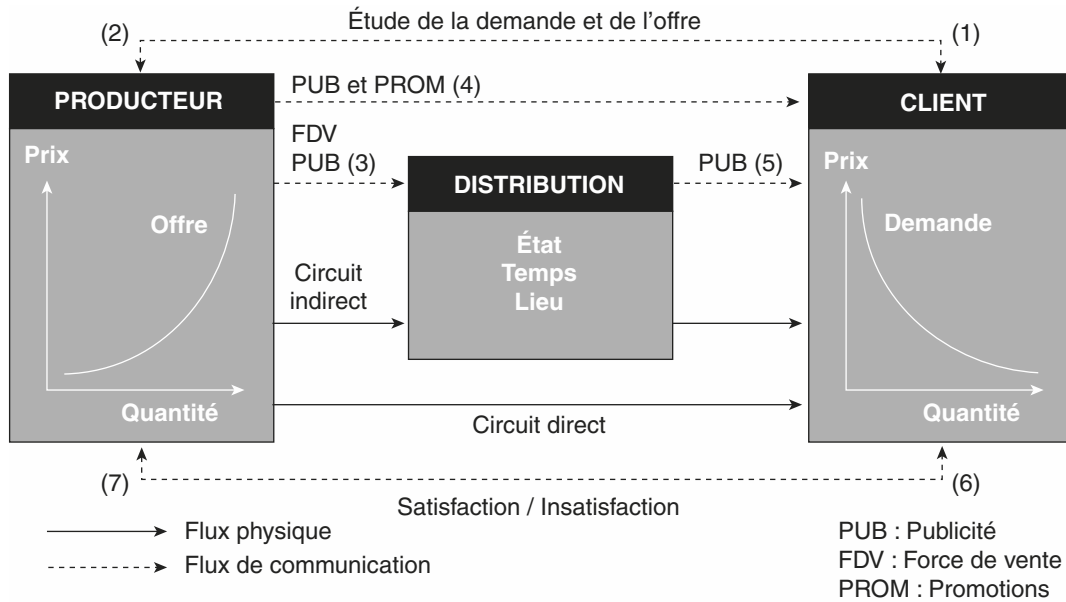 Étude de la demande et de l’offre
(2)
(1)
PRODUCTEUR
PUB et PROM (4)
CLIENT
FDV
PUB (3)
DISTRIBUTION
PUB (5)
Prix
Offre
Quantité
État
Temps
Lieu
Prix
Demande
Quantité
Circuit
indirect
Circuit direct
(7)
(6)
Satisfaction / Insatisfaction
Flux physique
Flux de communication
PUB : Publicité
FDV : Force de vente
PROM : Promotions